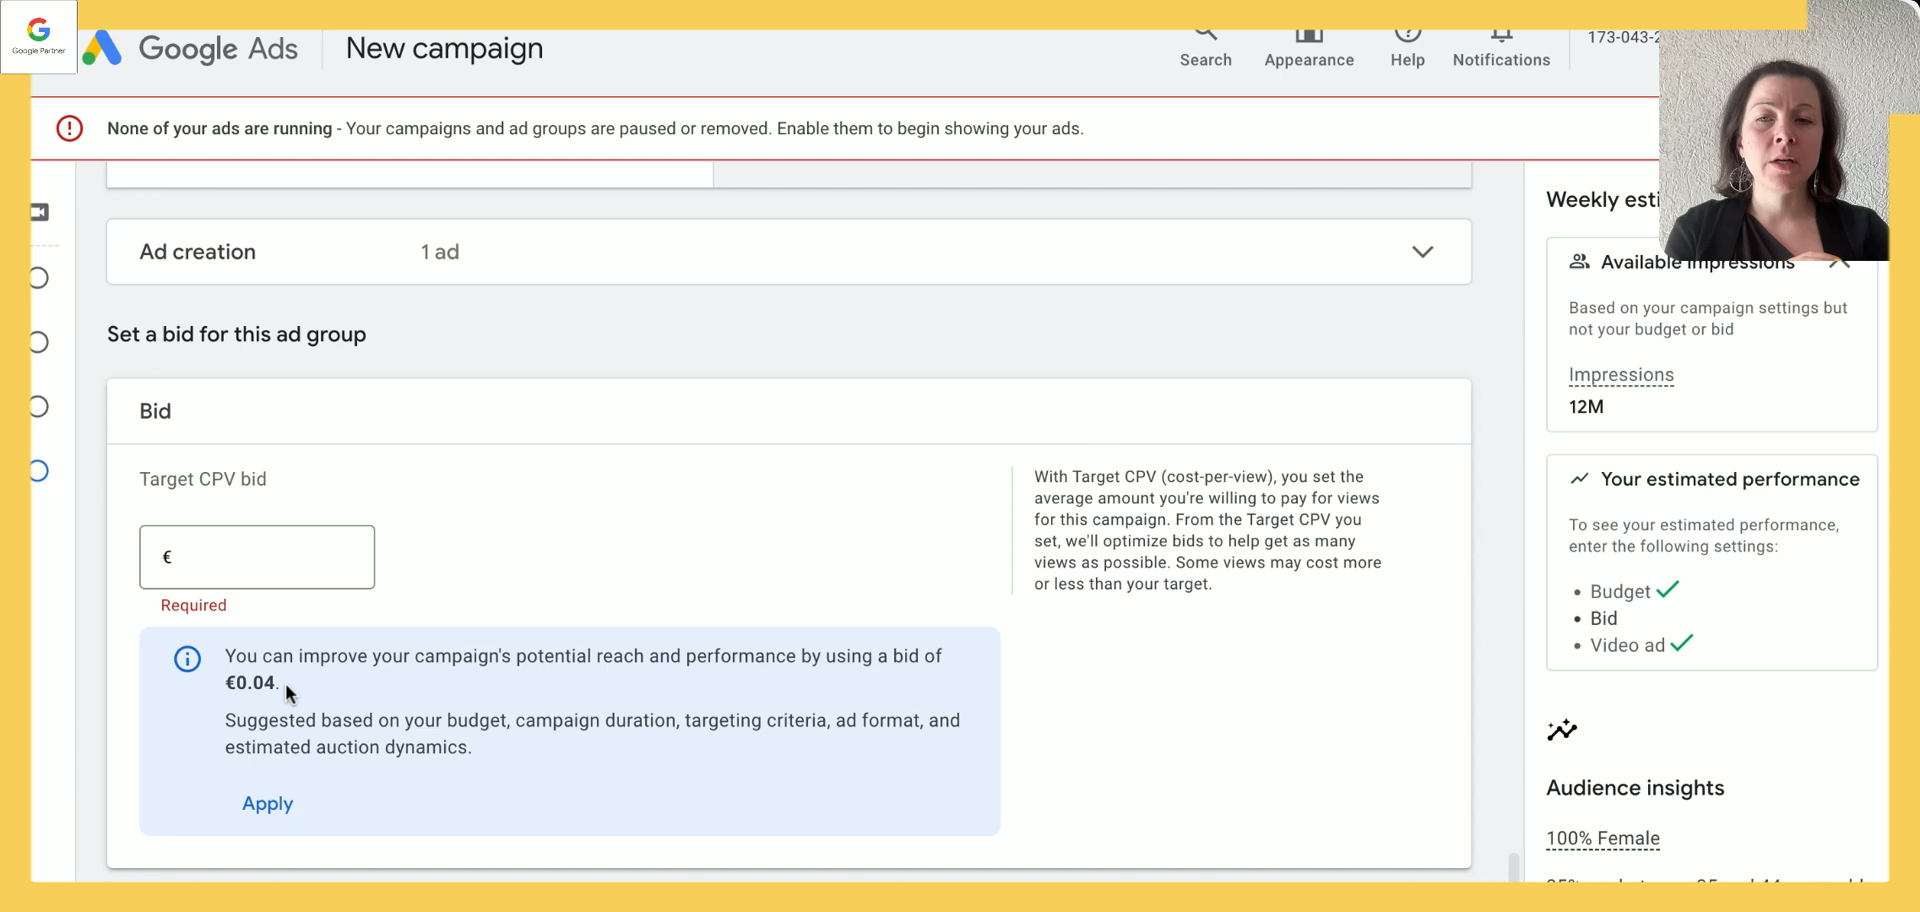 Google Partner
Google Ads
New campaign
Search
Appearance
Help
Notifications
173-043-2
None of your ads are running - Your campaigns and ad groups are paused or removed. Enable them to begin showing your ads.
Ad creation
1 ad
Set a bid for this ad group
Bid
Target CPV bid
€
Required
You can improve your campaign's potential reach and performance by using a bid of
€0.04.
Suggested based on your budget, campaign duration, targeting criteria, ad format, and
estimated auction dynamics.
Apply
With Target CPV (cost-per-view), you set the
average amount you're willing to pay for views
for this campaign. From the Target CPV you
set, we'll optimize bids to help get as many
views as possible. Some views may cost more
or less than your target.
Weekly esti
Available impressions
Based on your campaign settings but
not your budget or bid
Impressions
12M
Your estimated performance
To see your estimated performance,
enter the following settings:
• Budget
• Bid
• Video ad
Audience insights
100% Female